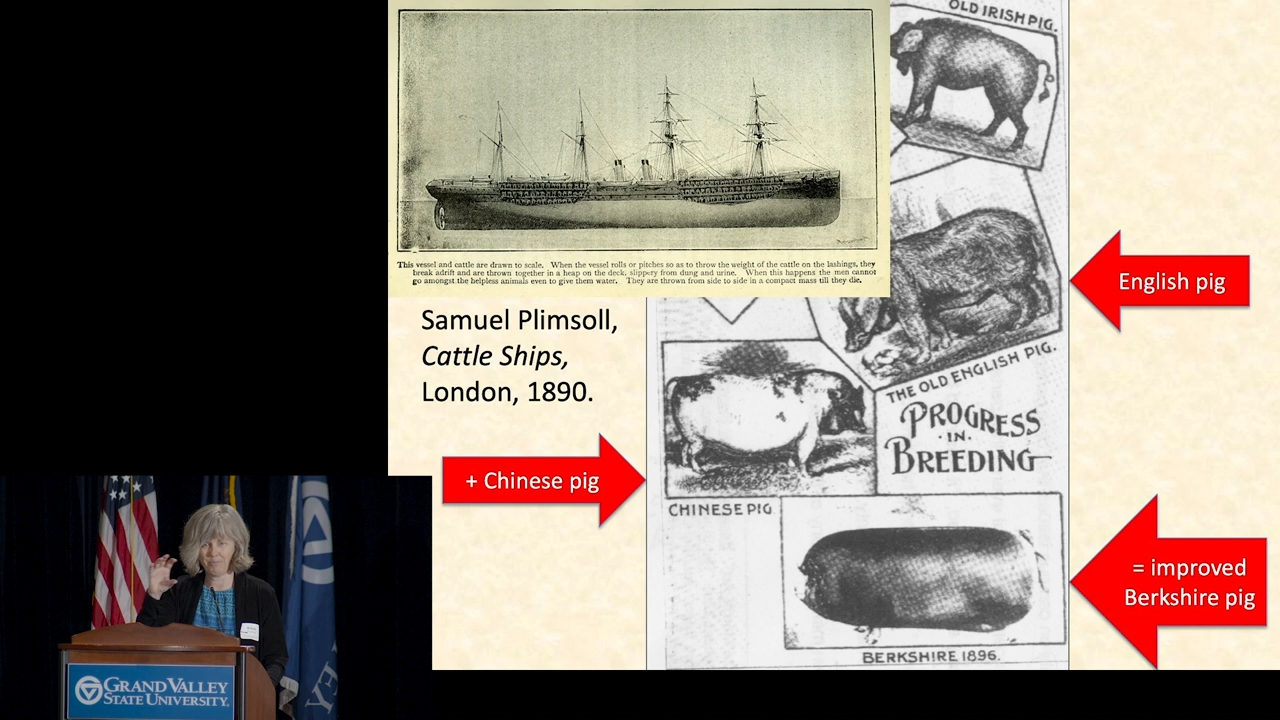 OLD IRISH PIG.
This vessel and cattle are drawn to scale. When the vessel rolls or pitches so as to throw the weight of the cattle on the lashings, they
break adrift and are thrown together in a heap on the deck, slippery from dung and urine. When this happens the men cannot
go amongst the helpless animals even to give them water. They are thrown from side to side in a compact mass till they die.
English pig
Samuel Plimsoll,
Cattle Ships,
London, 1890.
THE OLD ENGLISH PIG.
PROGRESS
·IN·
BREEDING
+ Chinese pig
CHINESE PIG
= improved
Berkshire pig
BERKSHIRE 1896.
GRAND VALLEY
STATE UNIVERSITY